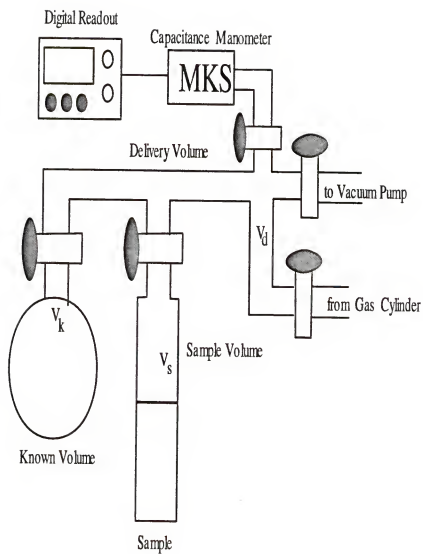 Digital Readout
Capacitance Manometer
MKS
Delivery Volume
to Vacuum Pump
V_d
from Gas Cylinder
V_k
V_s
Sample Volume
Known Volume
Sample